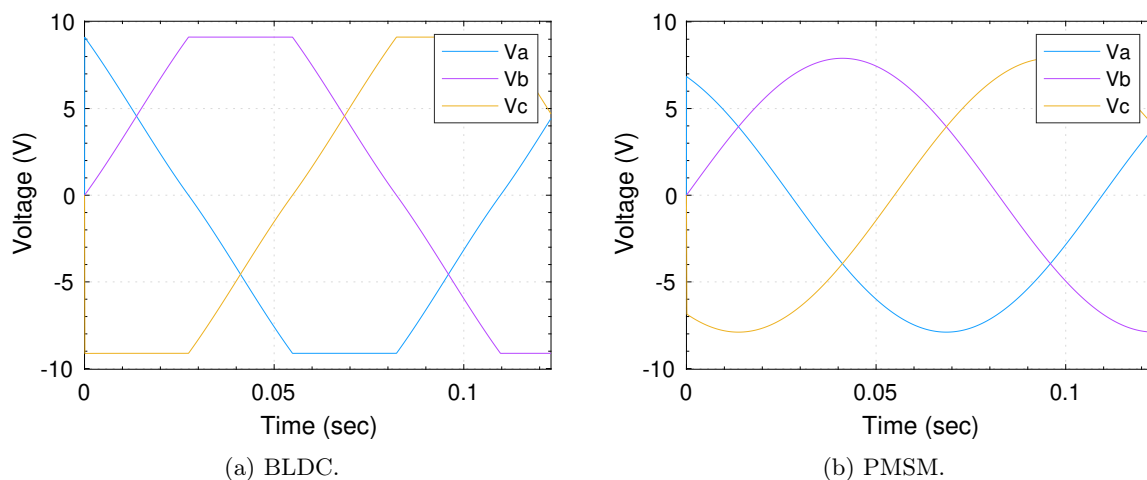 10
5
0
-5
-10
Voltage (V)
0
0.05
0.1
Time (sec)
Va
Vb
Vc
(a) BLDC.
10
5
0
-5
-10
Voltage (V)
0
0.05
0.1
Time (sec)
Va
Vb
Vc
(b) PMSM.